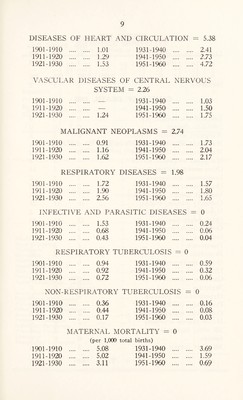 9
DISEASES OF HEART AND CIRCULATION = 5.38
1901-1910 .... .... 1.01 1931-1940 .... .... 2.41
1911-1920 .... .... 1.29 1941-1950 .... .... 2.73
1921-1930 .... .... 1.53 1951-1960 .... .... 4.72
VASCULAR DISEASES OF CENTRAL NERVOUS
SYSTEM = 2.26
1901-1910 .... .... — 1931-1940 .... .... 1.03
1911-1920 .... .... — 1941-1950 .... .... 1.50
1921-1930 .... .... 1.24 1951-1960 .... .... 1.75
MALIGNANT NEOPLASMS = 2.74
1901-1910 .... .... 0.91 1931-1940 .... .... 1.73
1911-1920 .... .... 1.16 1941-1950 .... .... 2.04
1921-1930 .... .... 1.62 1951-1960 .... .... 2.17
RESPIRATORY DISEASES = 1.98
1901-1910 .... .... 1.72 1931-1940 .... .... 1.57
1911-1920 .... .... 1.90 1941-1950 .... .... 1.80
1921-1930 .... .... 2.56 1951-1960 .... .... 1.65
INFECTIVE AND PARASITIC DISEASES = 0
1901-1910 .... .... 1.53 1931-1940 .... .... 0.24
1911-1920 .... .... 0.68 1941-1950 .... .... 0.06
1921-1930 .... .... 0.43 1951-1960 .... .... 0.04
RESPIRATORY TUBERCULOSIS = 0
1901-1910 .... .... 0.94 1931-1940 .... .... 0.59
1911-1920 .... .... 0.92 1941-1950 .... .... 0.32
1921-1930 .... .... 0.72 1951-1960 .... .... 0.06
NON-RESPIRATORY TUBERCULOSIS = 0
1901-1910 .... .... 0.36 1931-1940 .... .... 0.16
1911-1920 .... .... 0.44 1941-1950 .... .... 0.08
1921-1930 .... .... 0.17 1951-1960 .... .... 0.03
MATERNAL MORTALITY = 0
(per 1,000 total births)
1901-1910 .... .... 5.08 1931-1940 .... .... 3.69
1911-1920 .... .... 5.02 1941-1950 .... .... 1.59
1921-1930 .... .... 3.11 1951-1960 .... .... 0.69